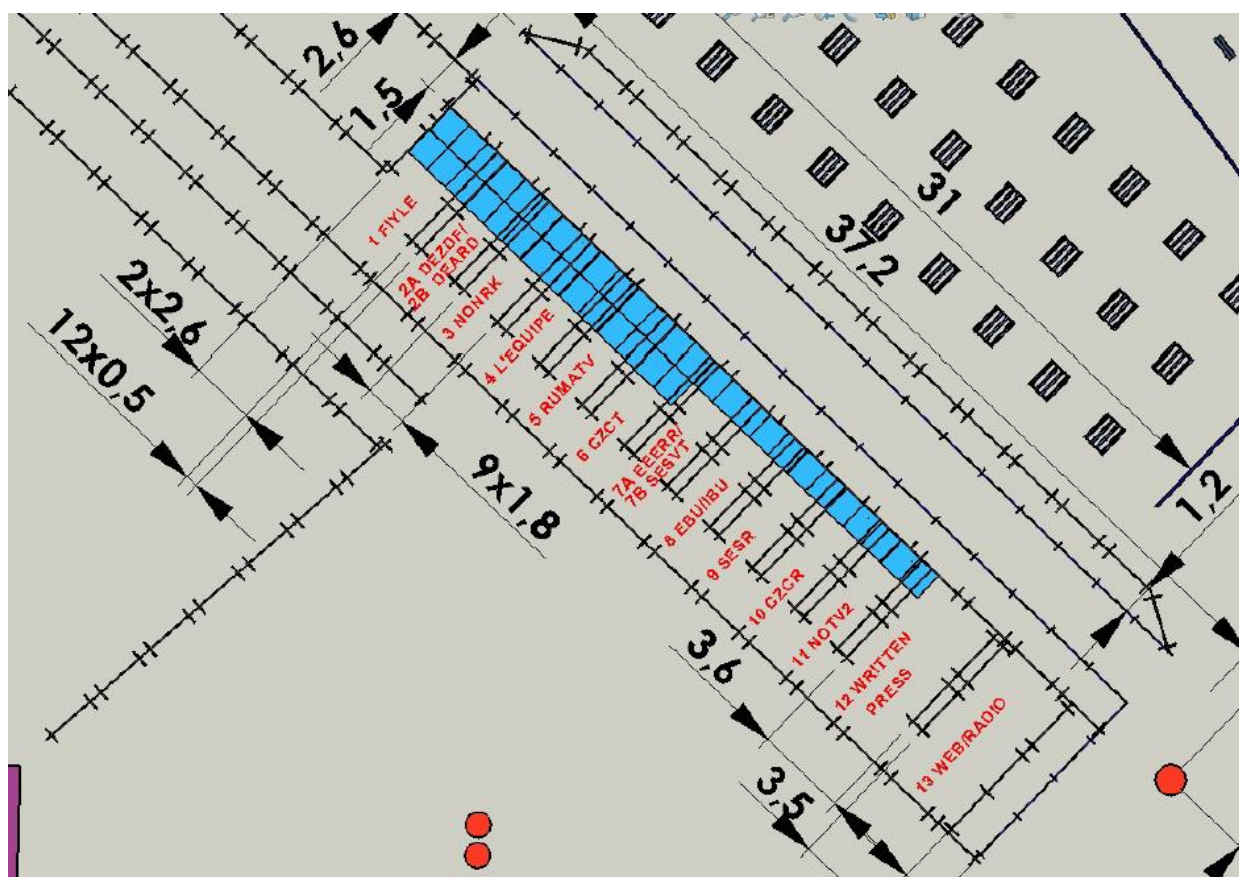 2,6
1,5
1 FIYLE
2A DEZDF/
2B DEARD
3 NONRK
4 L'EQUIPE
5 RUMATV
6 CZCT
7A EEERR/
7B SESVT
8 EBU/IBU
9 SESR
10 CZCR
11 NOTV2
12 WRITTEN
PRESS
13 WEB/RADIO
2x2,6
12x0,5
9x1,8
31
37,2
1,2
3,6
3,5